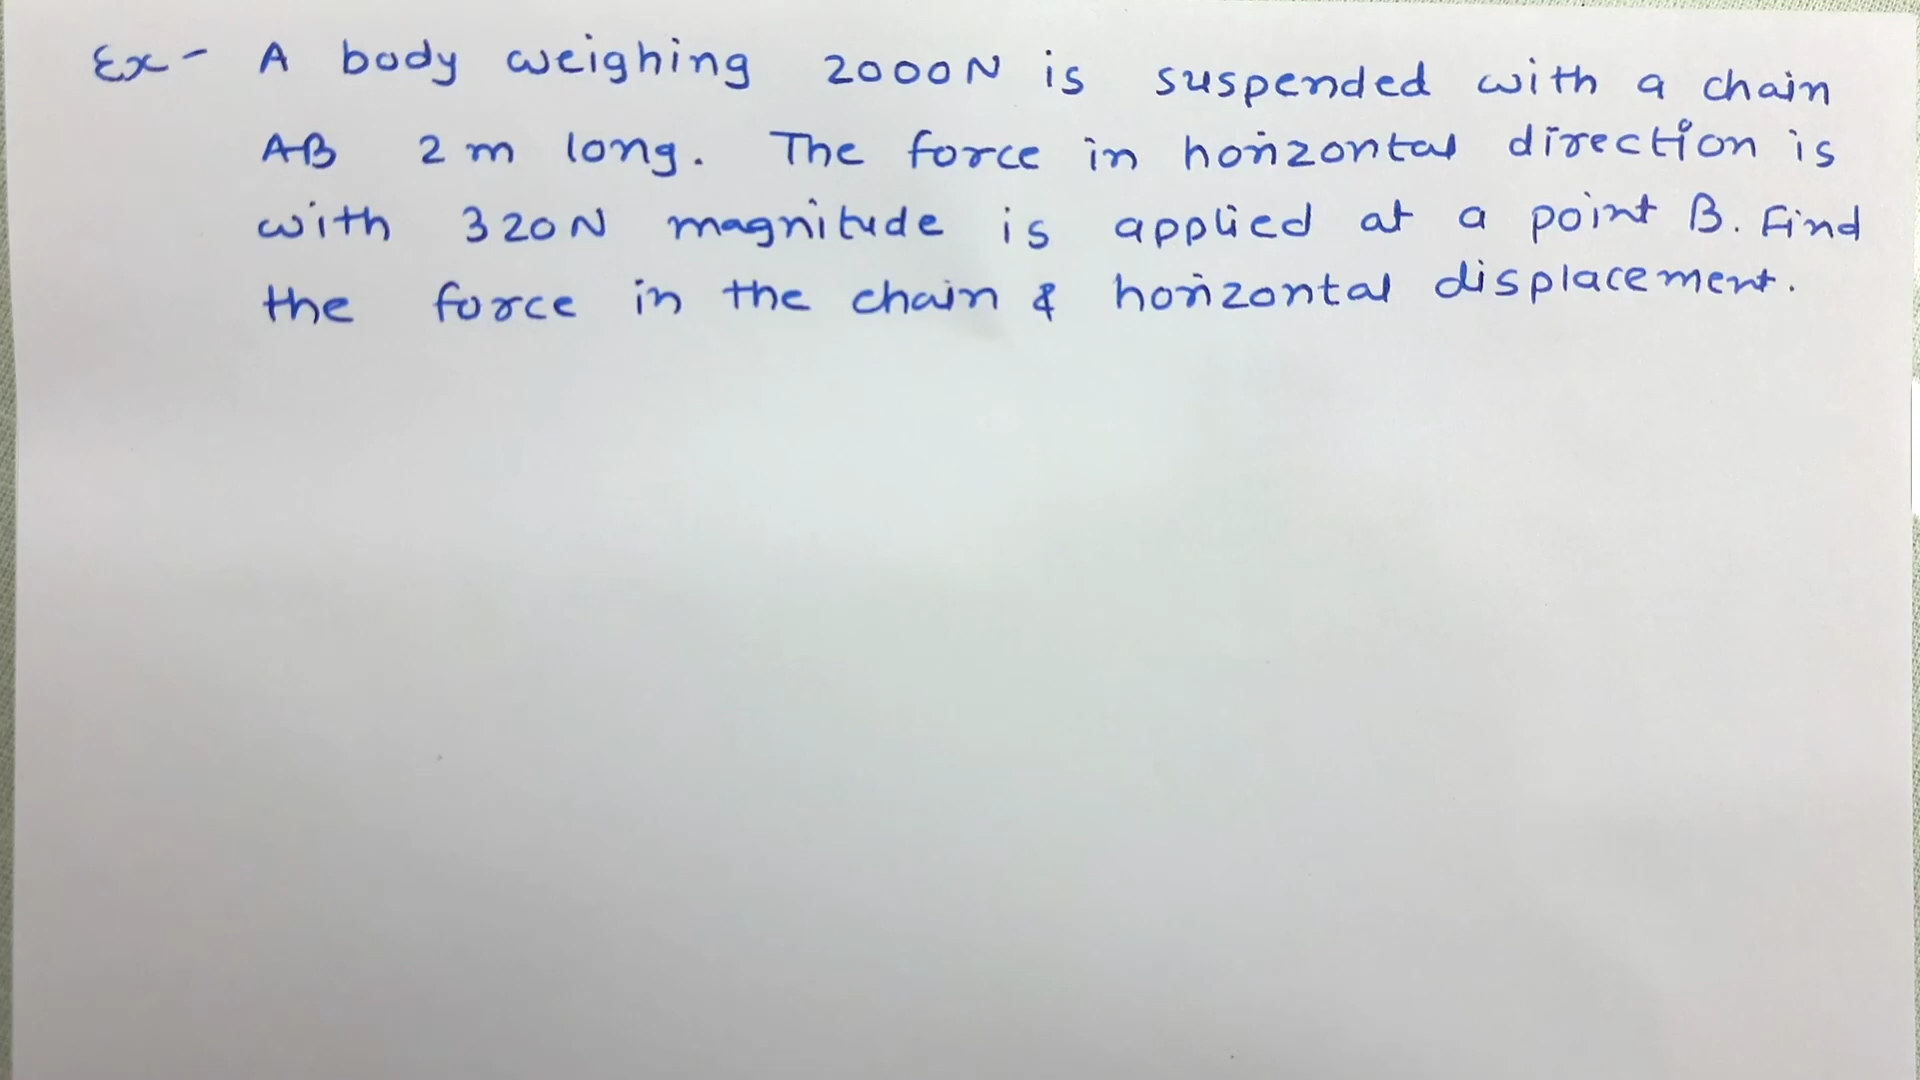 Ex- A body weighing 2000N is suspended with a chain
AB 2m long. The force in horizontal direction is
with 320N magnitude is applied at a point B. Find
the force in the chain & horizontal displacement.